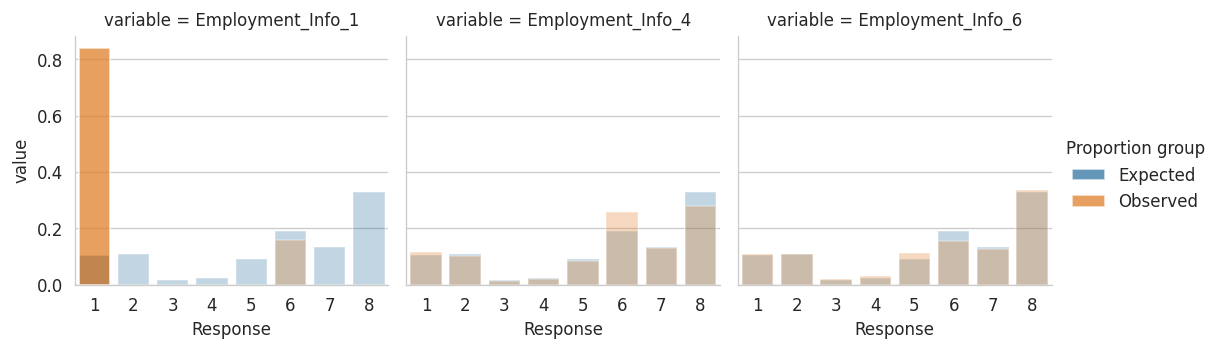 variable = Employment_Info_1
variable = Employment_Info_4
variable = Employment_Info_6
value
0.8
0.6
0.4
0.2
0.0
1 2 3 4 5 6 7 8
1 2 3 4 5 6 7 8
1 2 3 4 5 6 7 8
Response
Response
Response
Proportion group
Expected
Observed